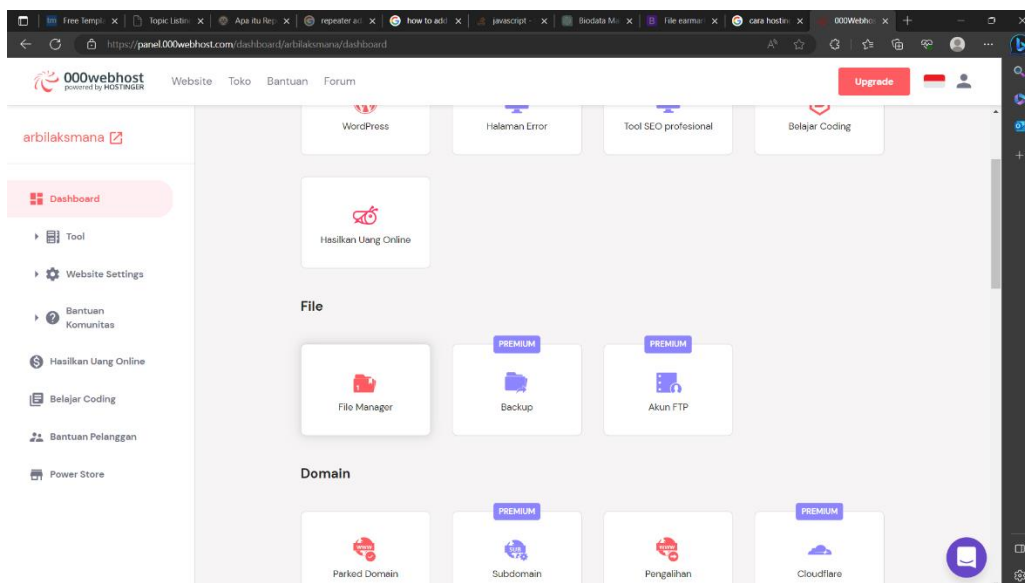 Free Templ
Topic Listing
Apa itu Rep
repeater ad
how to add
javascript -
Biodata Ma
File earmar
cara hosting
000Webhos
https://panel.000webhost.com/dashboard/arbilaksmana/dashboard
000webhost
powered by HOSTINGER
Website Toko Bantuan Forum
Upgrade
arbilaksmana
Dashboard
Tool
Website Settings
Bantuan
Komunitas
Hasilkan Uang Online
Belajar Coding
Bantuan Pelanggan
Power Store
WordPress
Halaman Error
Tool SEO profesional
Belajar Coding
Hasilkan Uang Online
File
File Manager
PREMIUM
Backup
PREMIUM
Akun FTP
Domain
Parked Domain
PREMIUM
Subdomain
Pengalihan
PREMIUM
Cloudflare